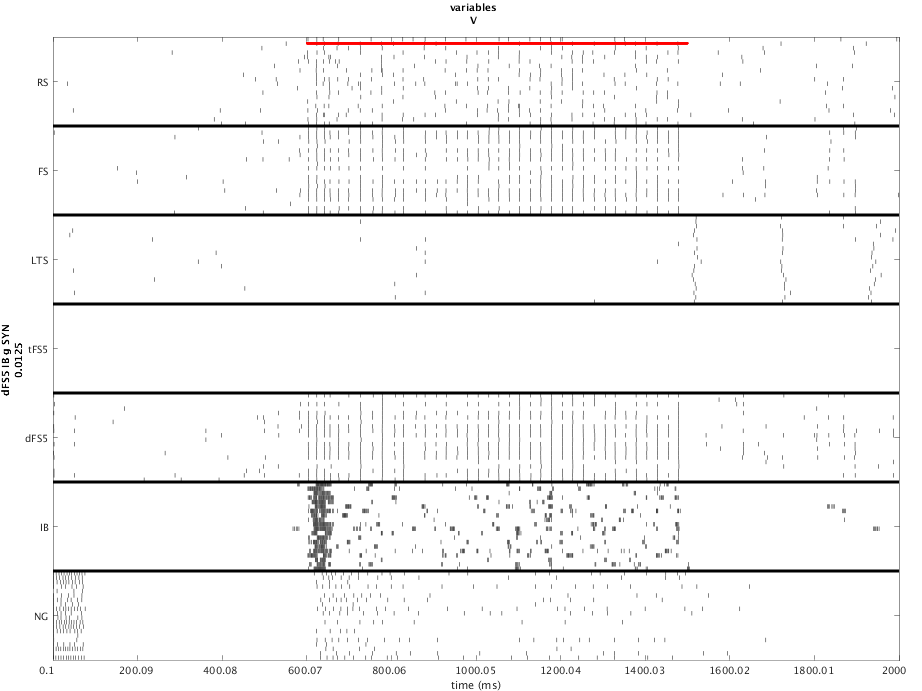 variables
V
RS
FS
LTS
tFS5
dFS5
IB
NG
dFS5 IB g SYN
0.0125
0.1 200.09 400.08 600.07 800.06 1000.05 1200.04 1400.03 1600.02 1800.01 2000
time (ms)